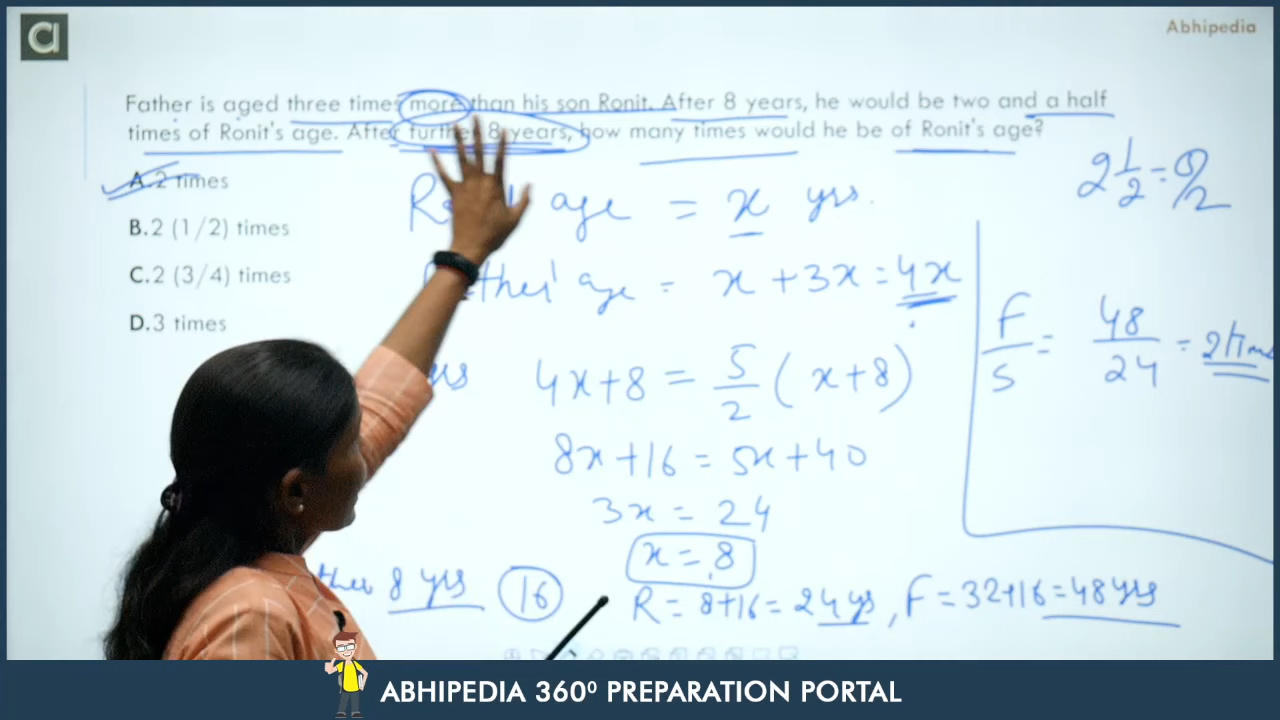 Abhipedia
Father is aged three times more than his son Ronit. After 8 years, he would be two and a half
times of Ronit's age. After further 8 years, how many times would he be of Ronit's age?
A.2 times
B.2 (1/2) times
C.2 (3/4) times
D.3 times
2 1/2 =
age = x yrs.
age = x + 3x = 4x
4x+8 = 5/2 (x+8)
8x+16 = 5x+40
3x = 24
x = 8
8 yrs 16
R = 8+16 = 24 ys, F = 32+16 = 48 yrs
F/S = 48/24 = 2 times
ABHIPEDIA 360⁰ PREPARATION PORTAL